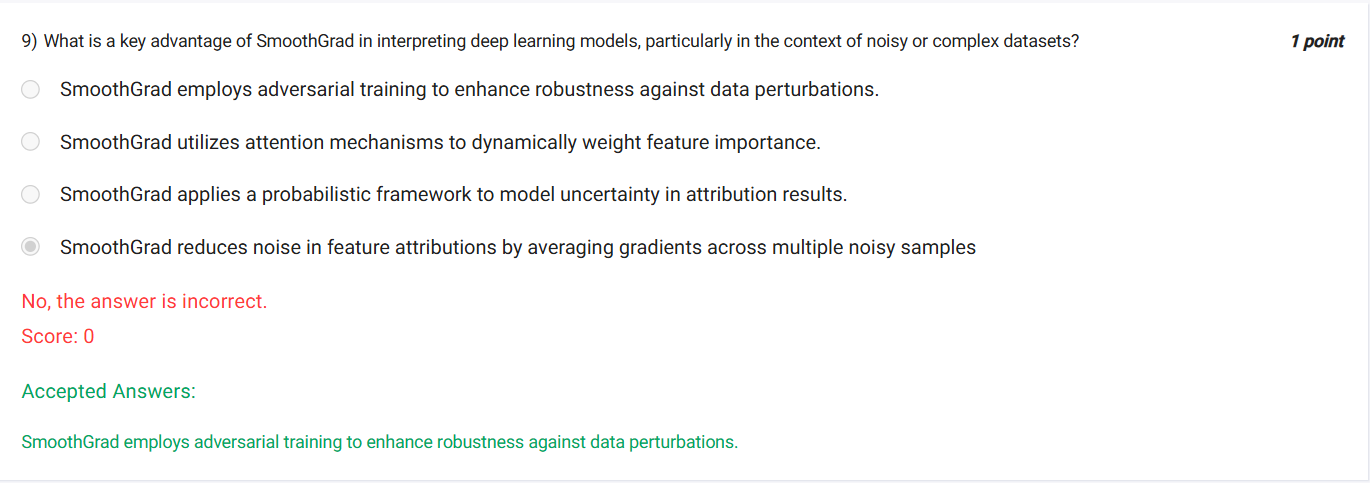 9) What is a key advantage of SmoothGrad in interpreting deep learning models, particularly in the context of noisy or complex datasets? 1 point
SmoothGrad employs adversarial training to enhance robustness against data perturbations.
SmoothGrad utilizes attention mechanisms to dynamically weight feature importance.
SmoothGrad applies a probabilistic framework to model uncertainty in attribution results.
SmoothGrad reduces noise in feature attributions by averaging gradients across multiple noisy samples
No, the answer is incorrect.
Score: 0
Accepted Answers:
SmoothGrad employs adversarial training to enhance robustness against data perturbations.